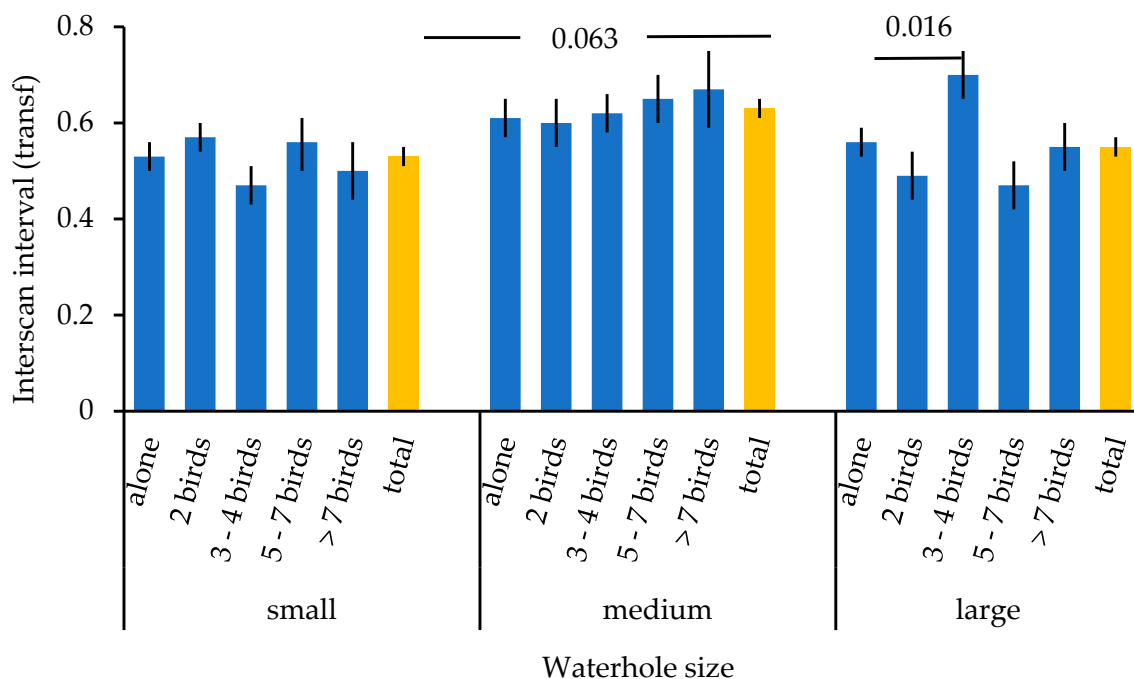 Interscan interval (transf)
0.8
0.6
0.4
0.2
0
0.063
0.016
alone
2 birds
3 - 4 birds
5 - 7 birds
> 7 birds
total
alone
2 birds
3 - 4 birds
5 - 7 birds
> 7 birds
total
alone
2 birds
3 - 4 birds
5 - 7 birds
> 7 birds
total
small
medium
large
Waterhole size